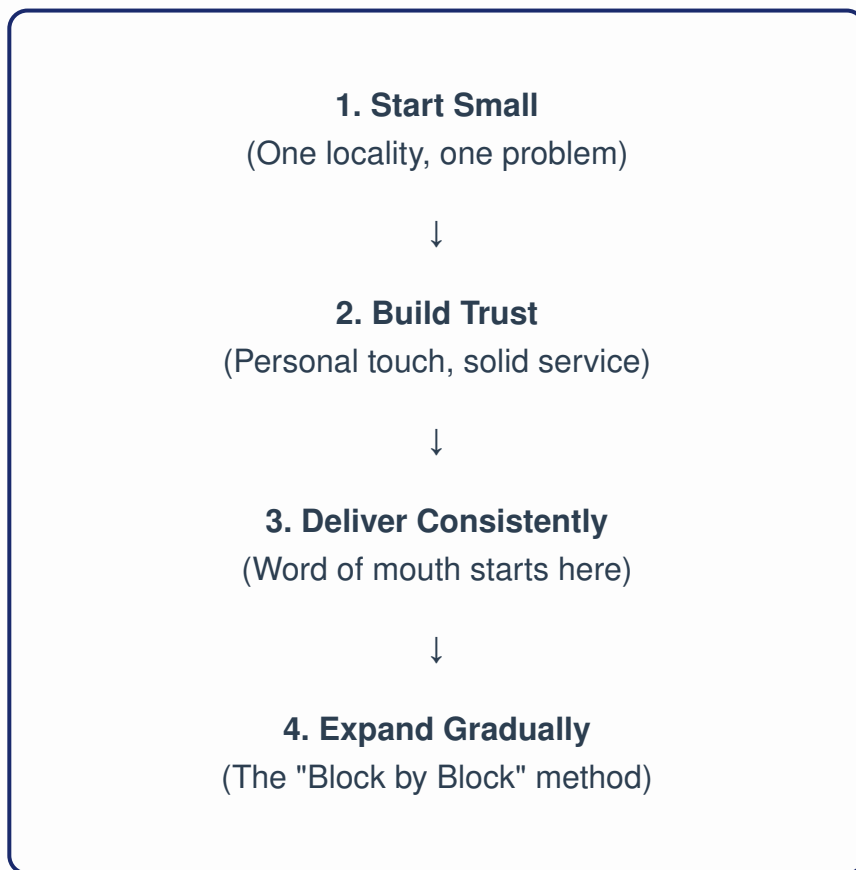 1. Start Small
(One locality, one problem)
↓
2. Build Trust
(Personal touch, solid service)
↓
3. Deliver Consistently
(Word of mouth starts here)
↓
4. Expand Gradually
(The "Block by Block" method)